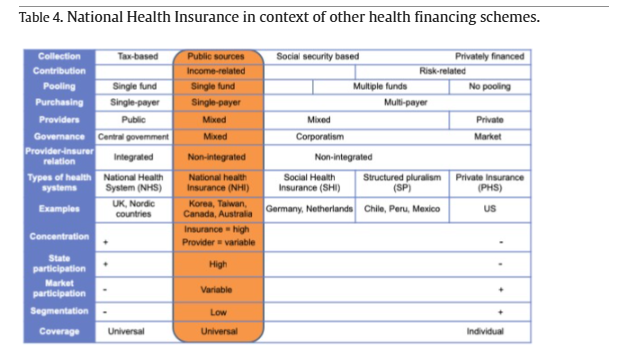 Table 4. National Health Insurance in context of other health financing schemes.
Collection Tax-based Public sources Social security based Privately financed
Contribution Income-related Risk-related
Pooling Single fund Single fund Multiple funds No pooling
Purchasing Single-payer Single-payer Multi-payer
Providers Public Mixed Mixed Private
Governance Central government Mixed Corporatism Market
Provider-insurer
relation Integrated Non-integrated Non-integrated
Types of health National Health National health Social Health Structured pluralism Private Insurance
systems System (NHS) Insurance (NHI) Insurance (SHI) (SP) (PHS)
Examples UK, Nordic Korea, Taiwan, Germany, Netherlands Chile, Peru, Mexico US
countries Canada, Australia
Insurance = high
Concentration + Provider = variable -
State
participation + High -
Market
participation - Variable +
Segmentation - Low +
Coverage Universal Universal Individual